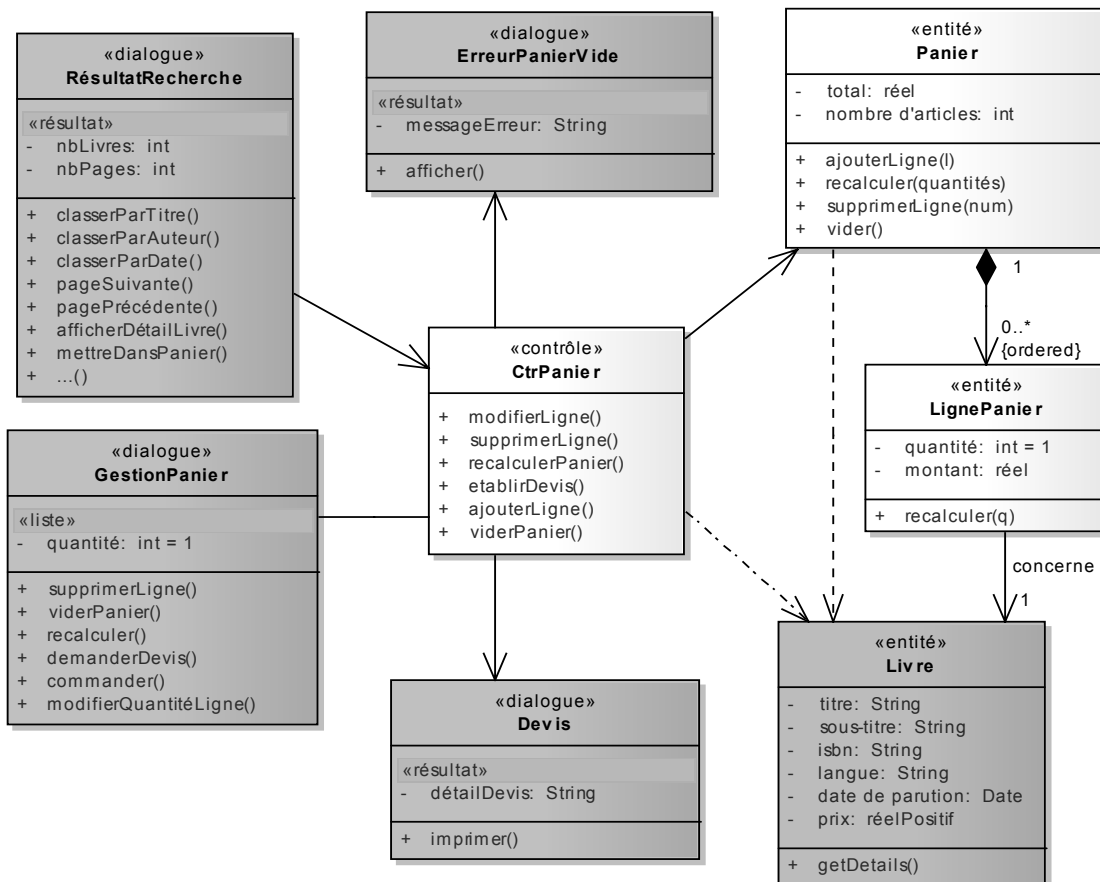 «dialogue»
RésultatRecherche
«résultat»
- nbLivres: int
- nbPages: int
+ classerParTitre()
+ classerParAuteur()
+ classerParDate()
+ pageSuivante()
+ pagePrécédente()
+ afficherDétailLivre()
+ mettreDansPanier()
+ ...()
«dialogue»
ErreurPanierVide
«résultat»
- messageErreur: String
+ afficher()
«entité»
Panier
- total: réel
- nombre d'articles: int
+ ajouterLigne(l)
+ recalculer(quantités)
+ supprimerLigne(num)
+ vider()
1
0..*
{ordered}
«contrôle»
CtrPanier
+ modifierLigne()
+ supprimerLigne()
+ recalculerPanier()
+ etablirDevis()
+ ajouterLigne()
+ viderPanier()
«entité»
LignePanier
- quantité: int = 1
- montant: réel
+ recalculer(q)
concerne
1
«dialogue»
GestionPanier
«liste»
- quantité: int = 1
+ supprimerLigne()
+ viderPanier()
+ recalculer()
+ demanderDevis()
+ commander()
+ modifierQuantitéLigne()
«dialogue»
Devis
«résultat»
- détailDevis: String
+ imprimer()
«entité»
Livre
- titre: String
- sous-titre: String
- isbn: String
- langue: String
- date de parution: Date
- prix: réelPositif
+ getDetails()